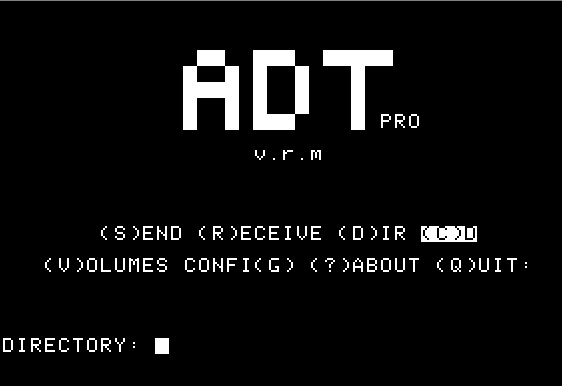 ADT PRO
v.r.m
(S)END (R)ECEIVE (D)IR (C)D
(V)OLUMES CONFI(G) (?)ABOUT (Q)UIT:
DIRECTORY: